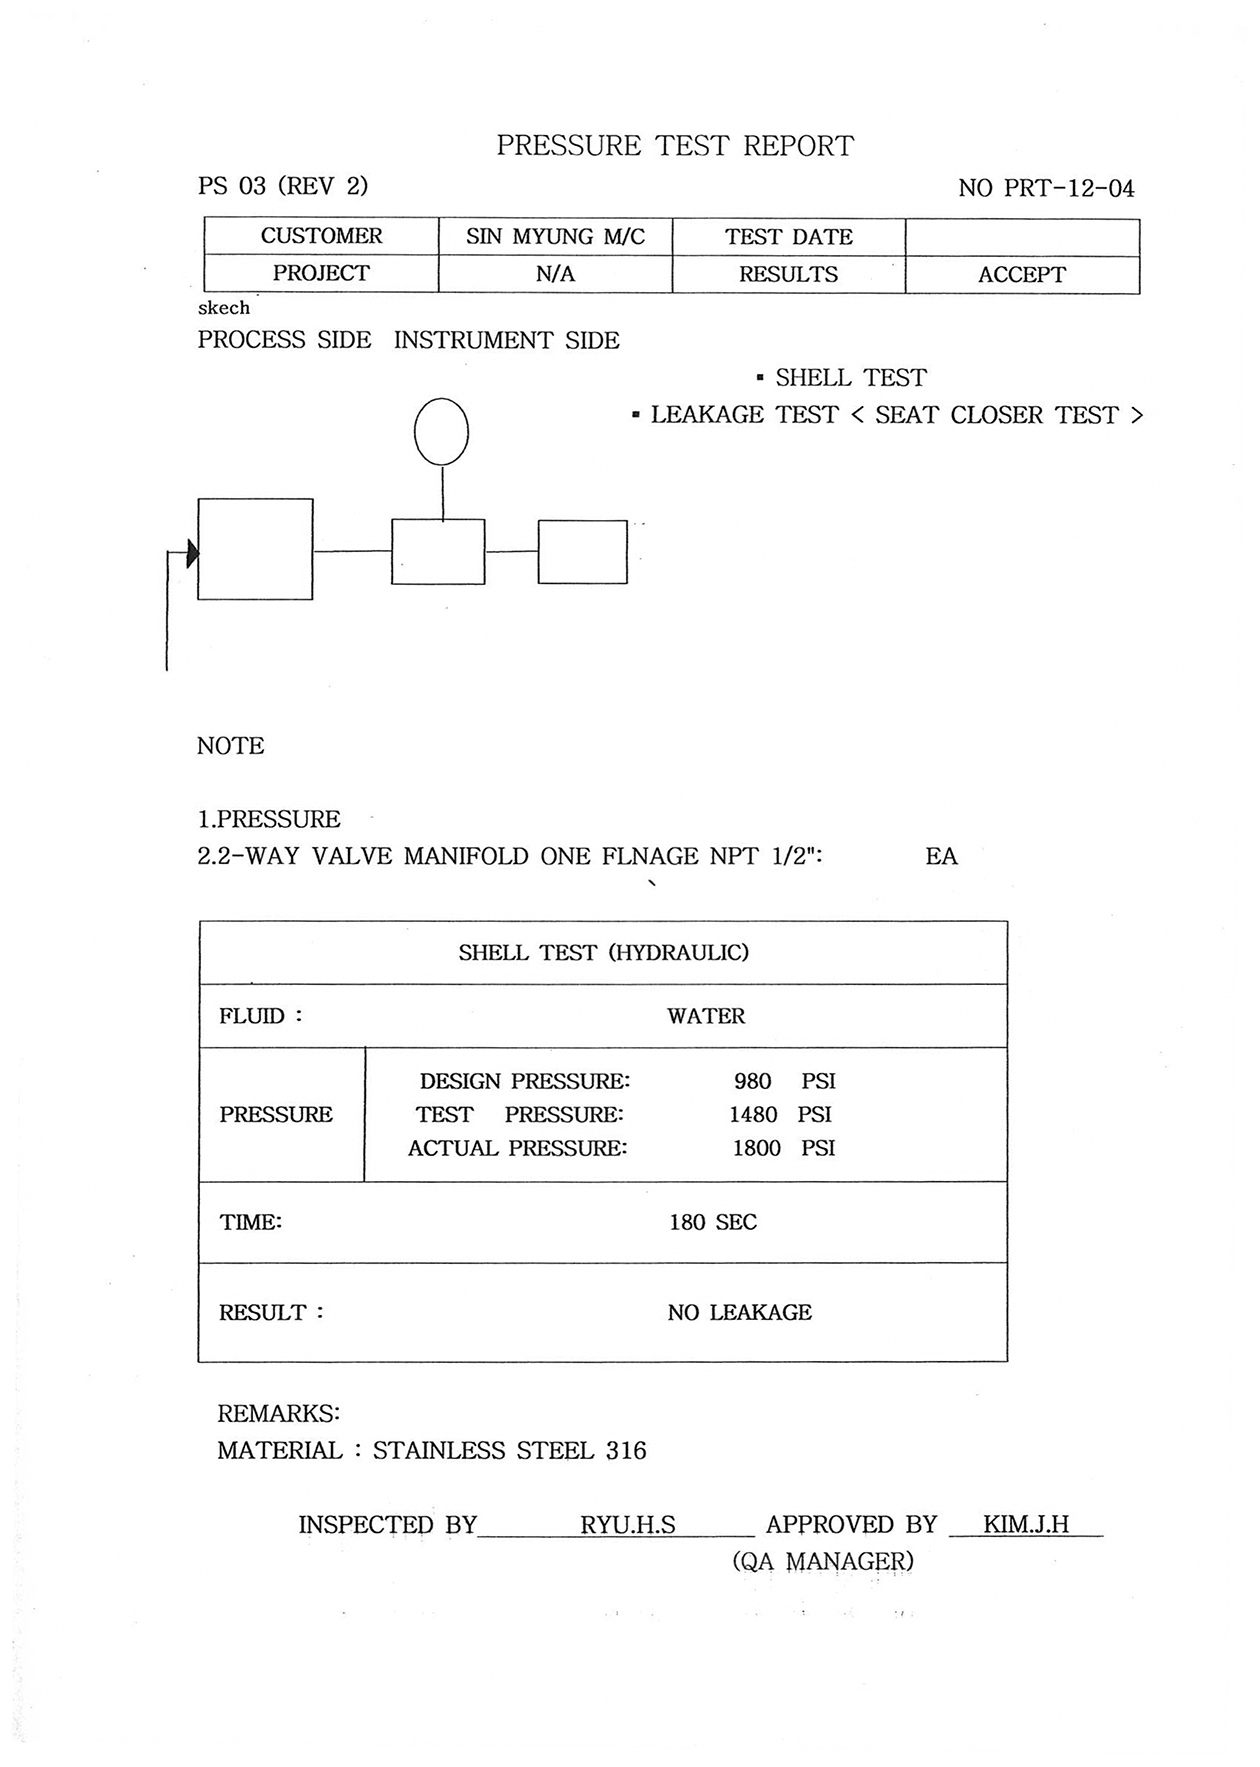 PRESSURE TEST REPORT
PS 03 (REV 2) NO PRT-12-04
CUSTOMER SIN MYUNG M/C TEST DATE
PROJECT N/A RESULTS ACCEPT
skech
PROCESS SIDE INSTRUMENT SIDE
▪ SHELL TEST
▪ LEAKAGE TEST < SEAT CLOSER TEST >
NOTE
1.PRESSURE
2.2-WAY VALVE MANIFOLD ONE FLNAGE NPT 1/2": EA
SHELL TEST (HYDRAULIC)
FLUID : WATER
DESIGN PRESSURE: 980 PSI
PRESSURE TEST PRESSURE: 1480 PSI
ACTUAL PRESSURE: 1800 PSI
TIME: 180 SEC
RESULT : NO LEAKAGE
REMARKS:
MATERIAL : STAINLESS STEEL 316
INSPECTED BY RYU.H.S APPROVED BY KIM.J.H
(QA MANAGER)